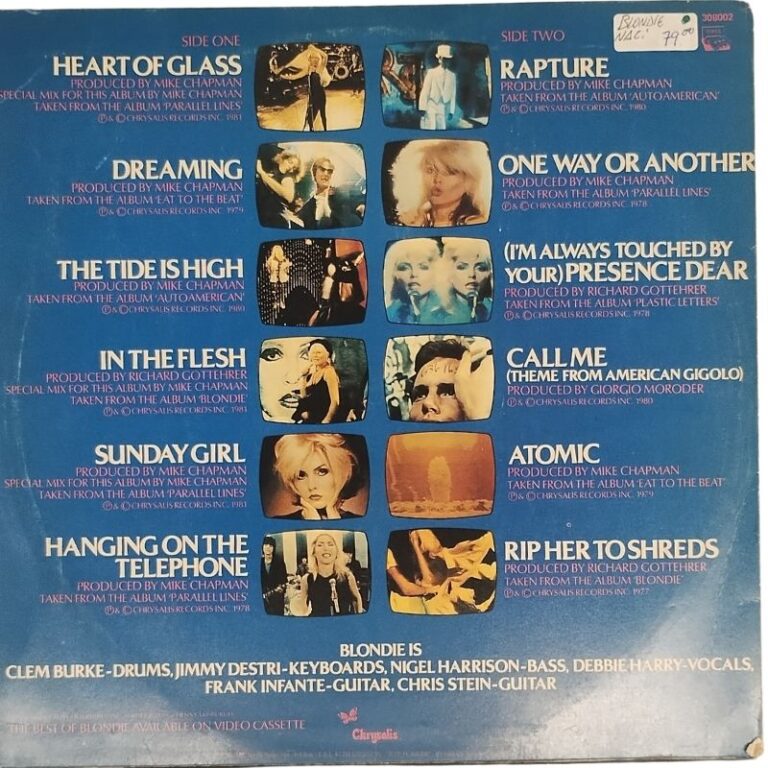 SIDE ONE
HEART OF GLASS
PRODUCED BY MIKE CHAPMAN
SPECIAL MIX FOR THIS ALBUM BY MIKE CHAPMAN
TAKEN FROM THE ALBUM 'PARALLEL LINES'
℗ & © CHRYSALIS RECORDS INC. 1981
DREAMING
PRODUCED BY MIKE CHAPMAN
TAKEN FROM THE ALBUM 'EAT TO THE BEAT'
℗ & © CHRYSALIS RECORDS INC. 1979
THE TIDE IS HIGH
PRODUCED BY MIKE CHAPMAN
TAKEN FROM THE ALBUM 'AUTOAMERICAN'
℗ & © CHRYSALIS RECORDS INC. 1980
IN THE FLESH
PRODUCED BY RICHARD GOTTEHRER
SPECIAL MIX FOR THIS ALBUM BY MIKE CHAPMAN
TAKEN FROM THE ALBUM 'BLONDIE'
℗ & © CHRYSALIS RECORDS INC. 1981
SUNDAY GIRL
PRODUCED BY MIKE CHAPMAN
SPECIAL MIX FOR THIS ALBUM BY MIKE CHAPMAN
TAKEN FROM THE ALBUM 'PARALLEL LINES'
℗ & © CHRYSALIS RECORDS INC. 1981
HANGING ON THE
TELEPHONE
PRODUCED BY MIKE CHAPMAN
TAKEN FROM THE ALBUM 'PARALLEL LINES'
℗ & © CHRYSALIS RECORDS INC. 1978
BLONDIE
NAC.
79,00
308002
SIDE TWO
RAPTURE
PRODUCED BY MIKE CHAPMAN
TAKEN FROM THE ALBUM 'AUTOAMERICAN'
℗ & © CHRYSALIS RECORDS INC. 1980
ONE WAY OR ANOTHER
PRODUCED BY MIKE CHAPMAN
TAKEN FROM THE ALBUM 'PARALLEL LINES'
℗ & © CHRYSALIS RECORDS INC. 1978
(I'M ALWAYS TOUCHED BY
YOUR) PRESENCE DEAR
PRODUCED BY RICHARD GOTTEHRER
TAKEN FROM THE ALBUM 'PLASTIC LETTERS'
℗ & © CHRYSALIS RECORDS INC. 1978
CALL ME
(THEME FROM AMERICAN GIGOLO)
PRODUCED BY GIORGIO MORODER
℗ & © CHRYSALIS RECORDS INC. 1980
ATOMIC
PRODUCED BY MIKE CHAPMAN
TAKEN FROM THE ALBUM 'EAT TO THE BEAT'
℗ & © CHRYSALIS RECORDS INC. 1979
RIP HER TO SHREDS
PRODUCED BY RICHARD GOTTEHRER
TAKEN FROM THE ALBUM 'BLONDIE'
℗ & © CHRYSALIS RECORDS INC. 1977
BLONDIE IS
CLEM BURKE-DRUMS, JIMMY DESTRI-KEYBOARDS, NIGEL HARRISON-BASS, DEBBIE HARRY-VOCALS,
FRANK INFANTE-GUITAR, CHRIS STEIN-GUITAR
THE BEST OF BLONDIE AVAILABLE ON VIDEO CASSETTE
Chrysalis